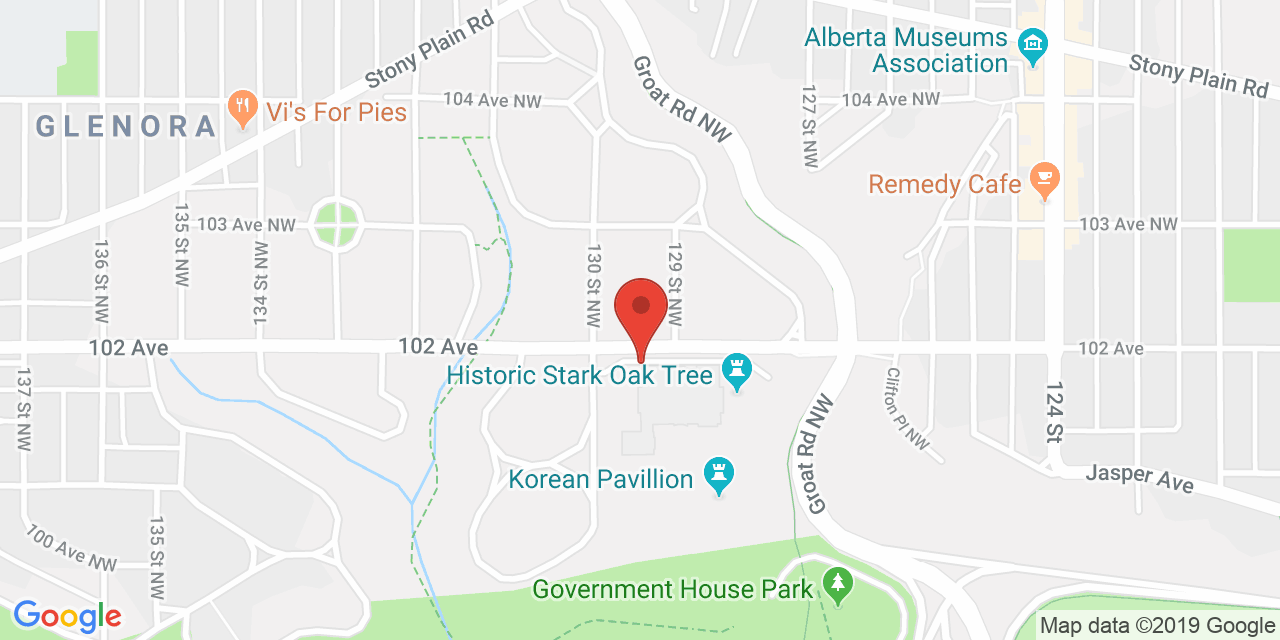 Stony Plain Rd
Groat Rd NW
Alberta Museums
Association
Stony Plain Rd
104 Ave NW
127 St NW
104 Ave NW
GLENORA
Vi's For Pies
Remedy Cafe
135 St NW
103 Ave NW
103 Ave NW
136 St NW
134 St NW
130 St NW
129 St NW
102 Ave
102 Ave
102 Ave
137 St NW
Historic Stark Oak Tree
Clifton Pl NW
124 St
Groat Rd NW
Korean Pavillion
Jasper Ave
100 Ave NW
135 St NW
Government House Park
Google
Map data ©2019 Google